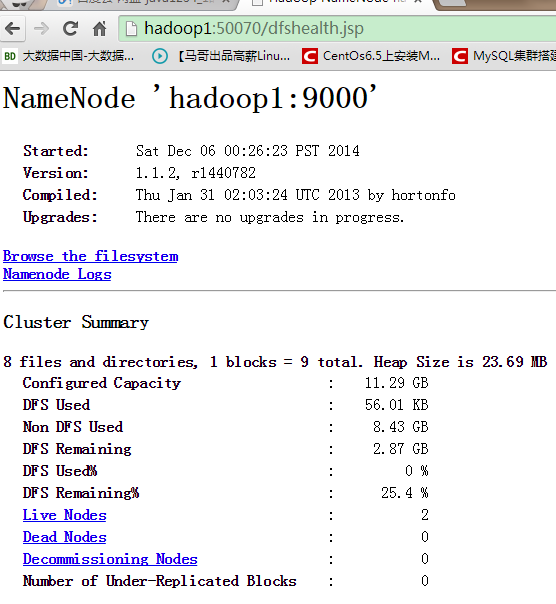 hadoop1:50070/dfshealth.jsp
BD 大数据中国-大数据... 【马哥出品高薪Linu... C CentOS6.5上安装M... C MySQL集群搭建
NameNode 'hadoop1:9000'
Started: Sat Dec 06 00:26:23 PST 2014
Version: 1.1.2, r1440782
Compiled: Thu Jan 31 02:03:24 UTC 2013 by hortonfo
Upgrades: There are no upgrades in progress.
Browse the filesystem
Namenode Logs
Cluster Summary
8 files and directories, 1 blocks = 9 total. Heap Size is 23.69 MB
Configured Capacity : 11.29 GB
DFS Used : 56.01 KB
Non DFS Used : 8.43 GB
DFS Remaining : 2.87 GB
DFS Used% : 0 %
DFS Remaining% : 25.4 %
Live Nodes : 2
Dead Nodes : 0
Decommissioning Nodes : 0
Number of Under-Replicated Blocks : 0